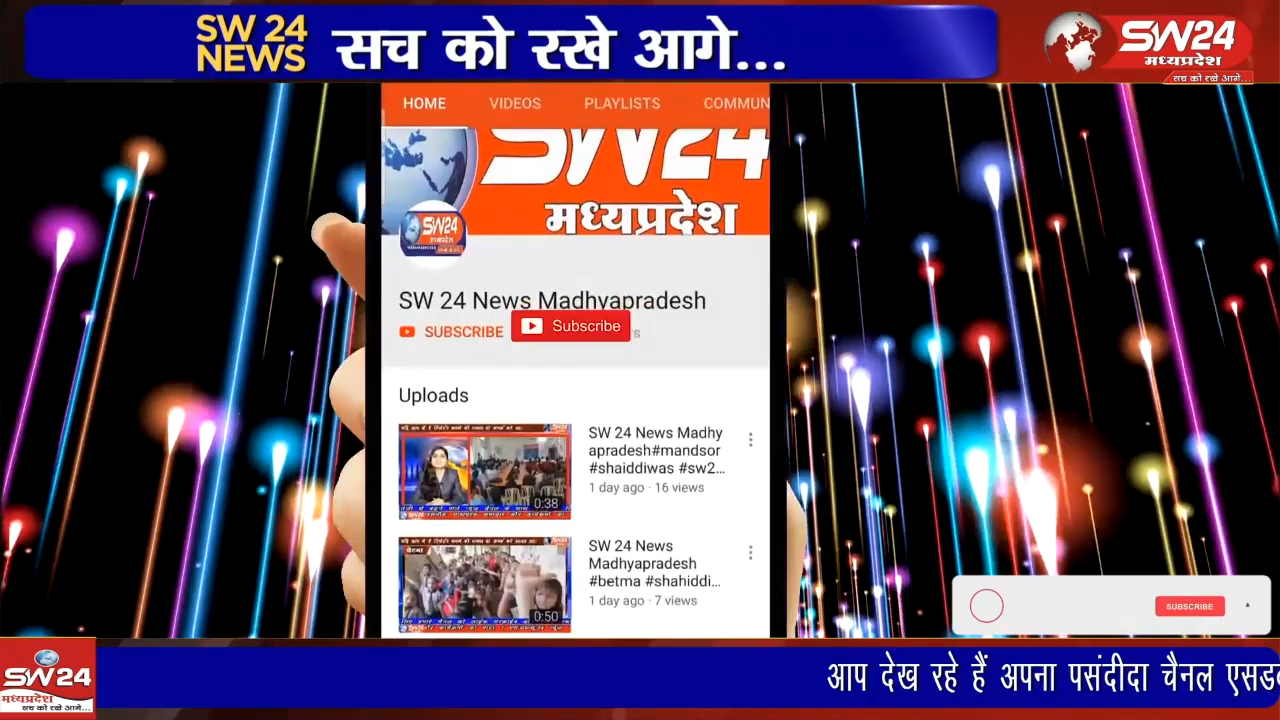 SW 24
NEWS
सच को रखे आगे...
SW24
मध्यप्रदेश
सच को रखे आगे...
HOME VIDEOS PLAYLISTS COMMUN
SW24
मध्यप्रदेश
SW24
SW 24 News Madhyapradesh
SUBSCRIBE
Subscribe
Uploads
SW 24 News Madhy
apradesh#mandsor
#shaiddiwas #sw2...
1 day ago · 16 views
0:38
SW 24 News
Madhyapradesh
#betma #shahiddi...
1 day ago · 7 views
बेटमा
0:50
SUBSCRIBE
SW24
मध्यप्रदेश
सच को रखे आगे...
आप देख रहे हैं अपना पसंदीदा चैनल एसड